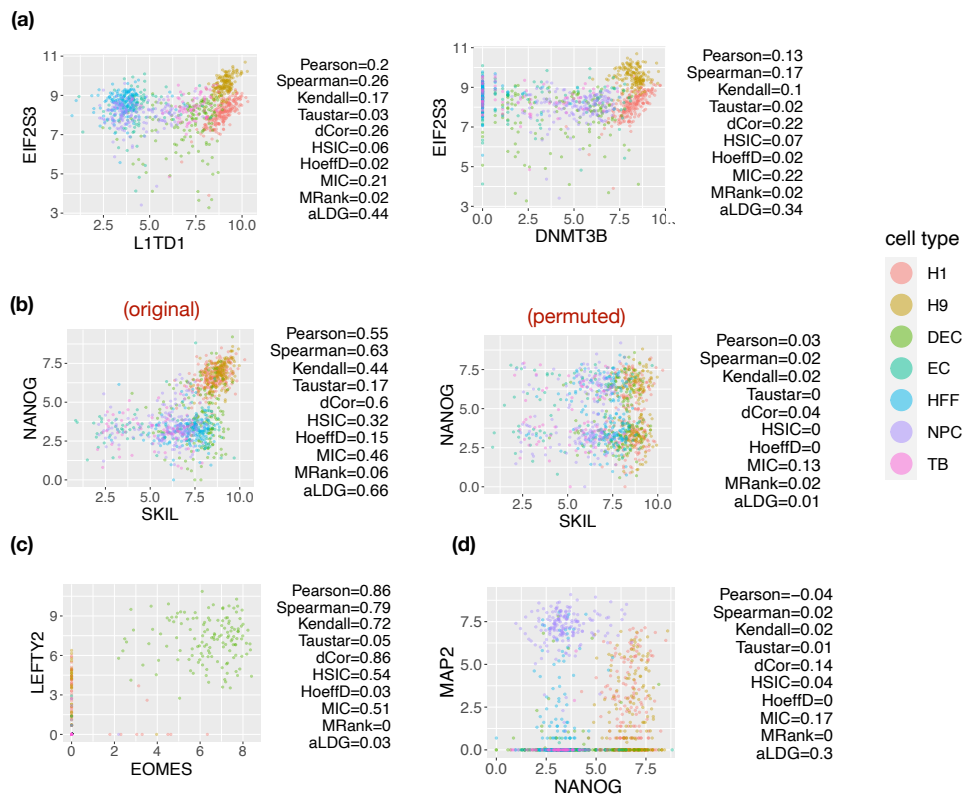 (a)
EIF2S3
11
9
8
7
5
3
2.5
5.0
7.5
10.0
L1TD1
Pearson=0.2
Spearman=0.26
Kendall=0.17
Taustar=0.03
dCor=0.26
HSIC=0.06
HoeffD=0.02
MIC=0.21
MRank=0.02
aLDG=0.44
EIF2S3
11
10
9
8
7
5
4
3
0.0
2.5
5.0
7.5
10.0
DNMT3B
Pearson=0.13
Spearman=0.17
Kendall=0.1
Taustar=0.02
dCor=0.22
HSIC=0.07
HoeffD=0.02
MIC=0.22
MRank=0.02
aLDG=0.34
cell type
H1
H9
DEC
EC
HFF
NPC
TB
(b)
(original)
NANOG
7.5
5.0
2.5
0.0
2.5
5.0
7.5
10.0
SKIL
Pearson=0.55
Spearman=0.63
Kendall=0.44
Taustar=0.17
dCor=0.6
HSIC=0.32
HoeffD=0.15
MIC=0.46
MRank=0.06
aLDG=0.66
(permuted)
NANOG
7.5
5.0
2.5
0.0
2.5
5.0
7.5
10.0
SKIL
Pearson=0.03
Spearman=0.02
Kendall=0.02
Taustar=0
dCor=0.04
HSIC=0
HoeffD=0
MIC=0.13
MRank=0.02
aLDG=0.01
(c)
LEFTY2
9
6
3
0
0
2
4
6
8
EOMES
Pearson=0.86
Spearman=0.79
Kendall=0.72
Taustar=0.05
dCor=0.86
HSIC=0.54
HoeffD=0.03
MIC=0.51
MRank=0
aLDG=0.03
(d)
MAP2
7.5
5.0
2.5
0.0
0.0
2.5
5.0
7.5
NANOG
Pearson=−0.04
Spearman=0.02
Kendall=0.02
Taustar=0.01
dCor=0.14
HSIC=0.04
HoeffD=0
MIC=0.17
MRank=0
aLDG=0.3